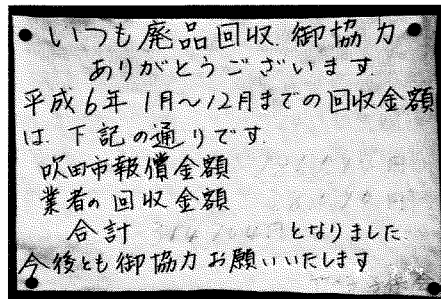 いつも廃品回収御協力
ありがとうございます
平成6年1月〜12月までの回収金額
は下記の通りです
吹田市報償金額
業者の回収金額
合計 となりました
今後とも御協力お願いいたします